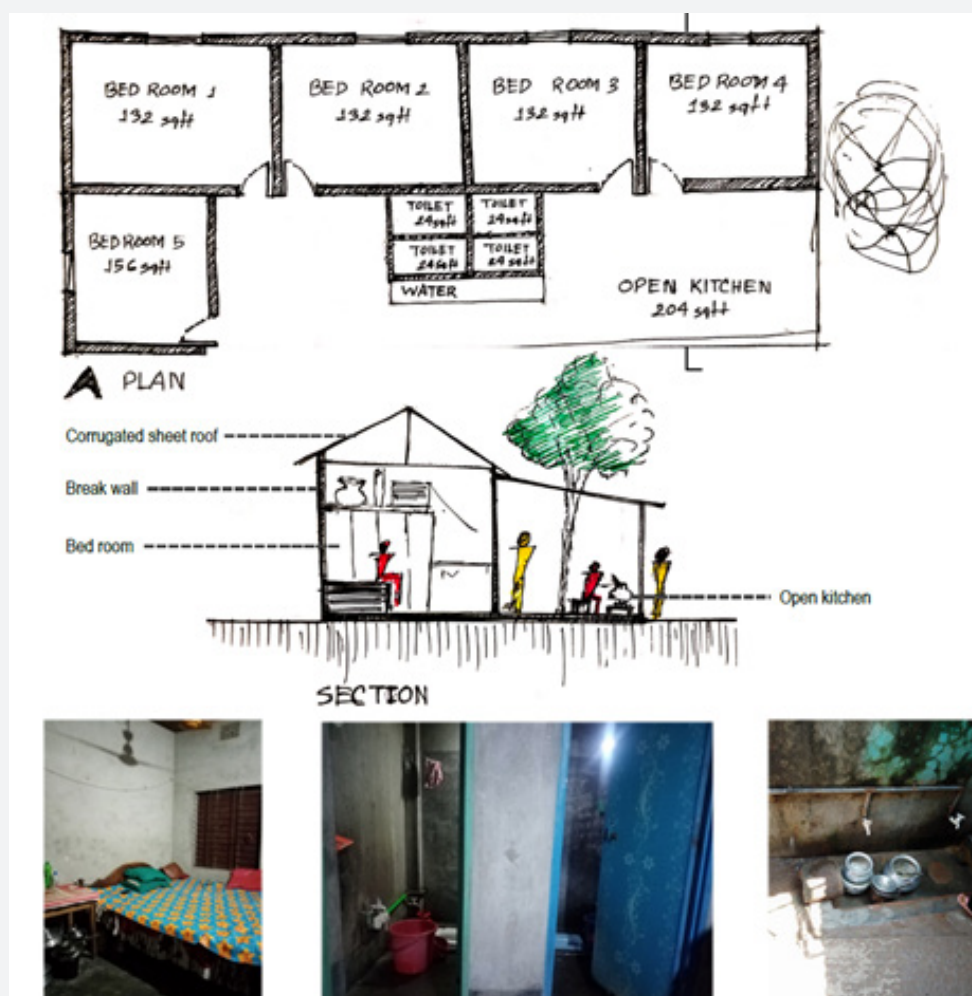 BED ROOM 1
132 sqft
BED ROOM 2
132 sqft
BED ROOM 3
132 sqft
BED ROOM 4
132 sqft
BED ROOM 5
156 sqft
TOILET
24 sqft
TOILET
24 sqft
TOILET
24 sqft
TOILET
24 sqft
WATER
OPEN KITCHEN
204 sqft
A PLAN
Corrugated sheet roof
Break wall
Bed room
Open kitchen
SECTION